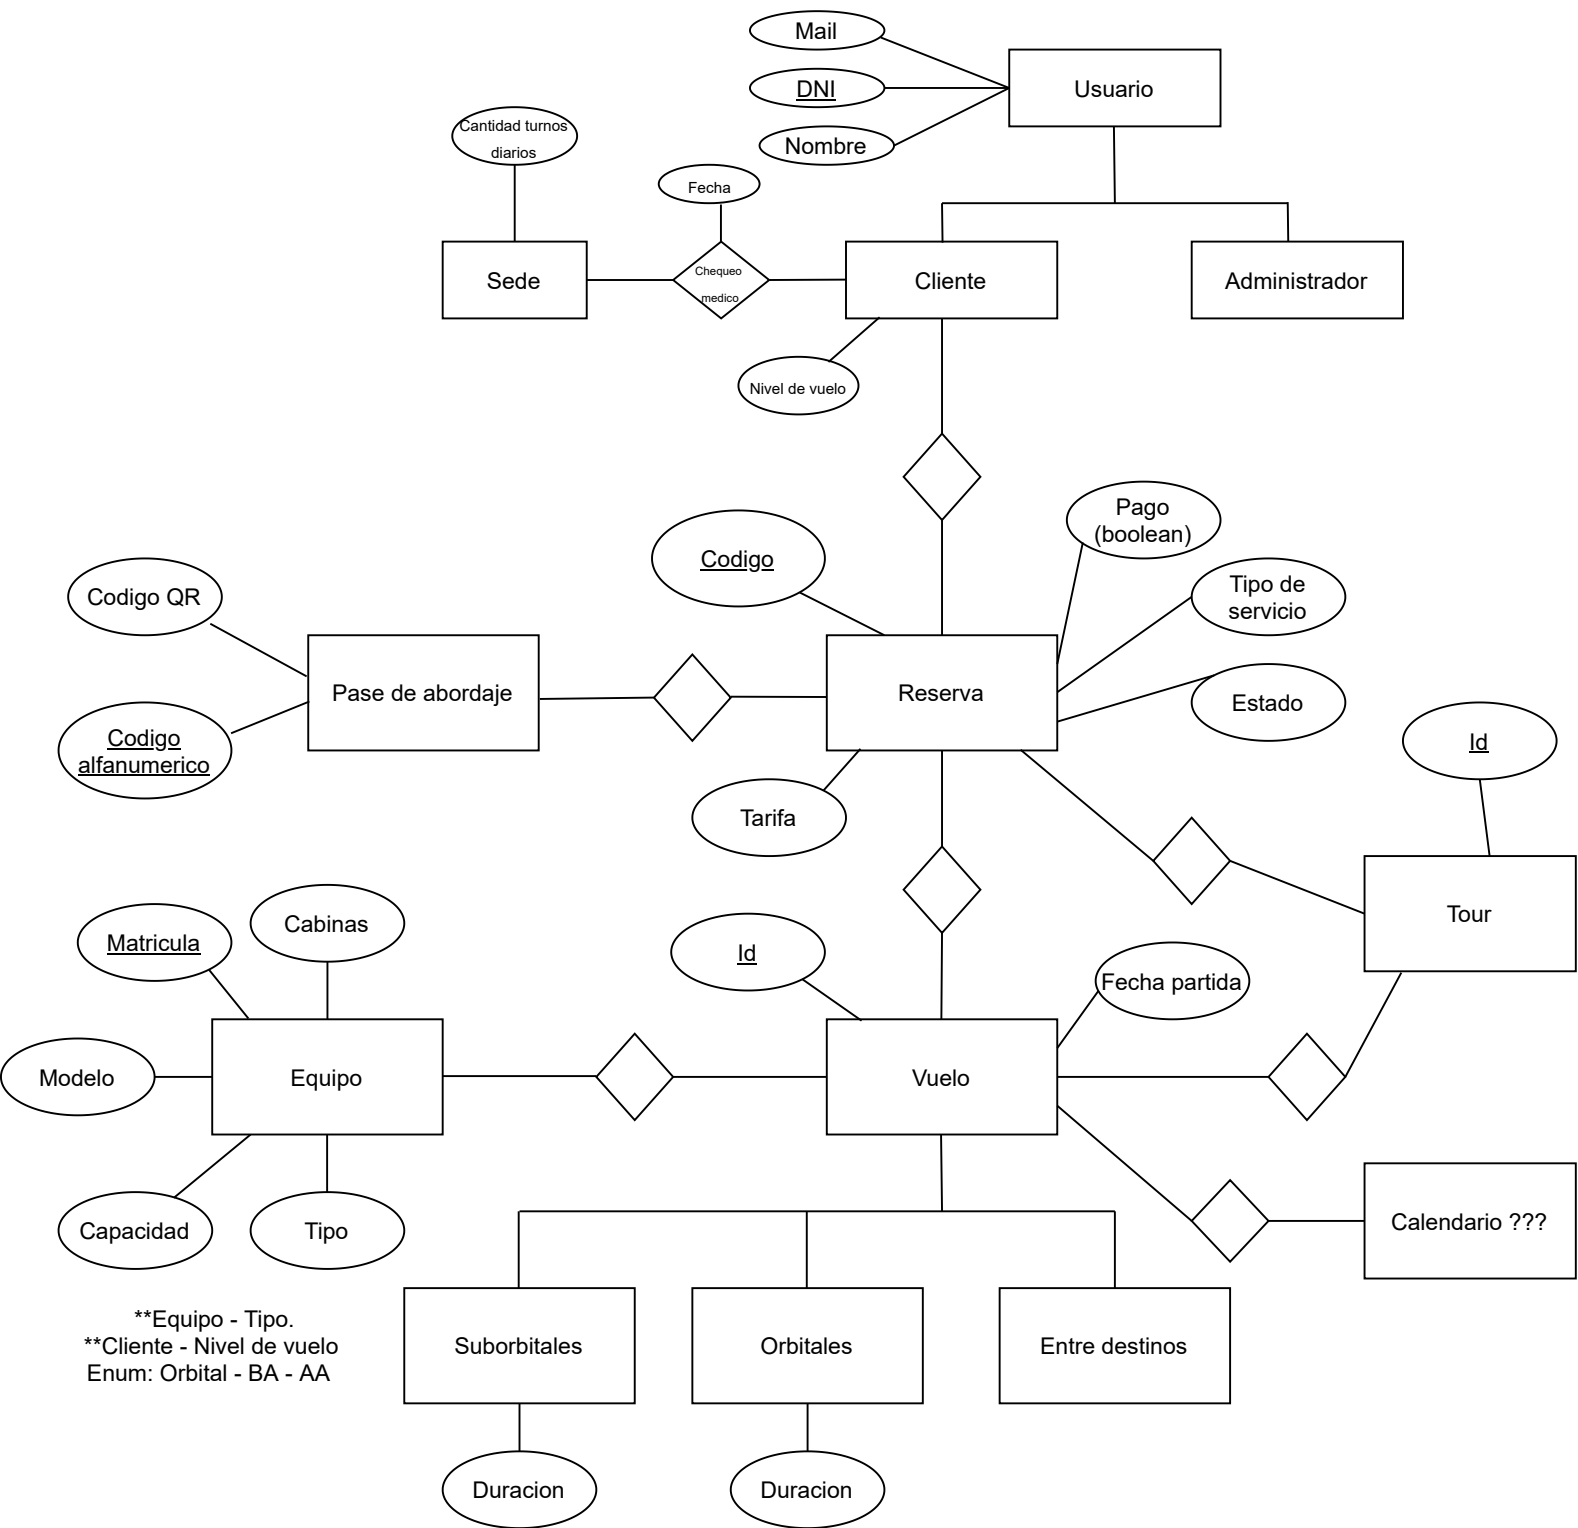 Mail
Usuario
DNI
Cantidad turnos
diarios
Nombre
Fecha
Sede
Chequeo
medico
Cliente
Administrador
Nivel de vuelo
Pago
(boolean)
Codigo
Codigo QR
Tipo de
servicio
Pase de abordaje
Reserva
Estado
Codigo
alfanumerico
Id
Tarifa
Cabinas
Tour
Matricula
Id
Fecha partida
Modelo
Equipo
Vuelo
Capacidad
Tipo
Calendario ???
**Equipo - Tipo.
**Cliente - Nivel de vuelo
Enum: Orbital - BA - AA
Suborbitales
Orbitales
Entre destinos
Duracion
Duracion